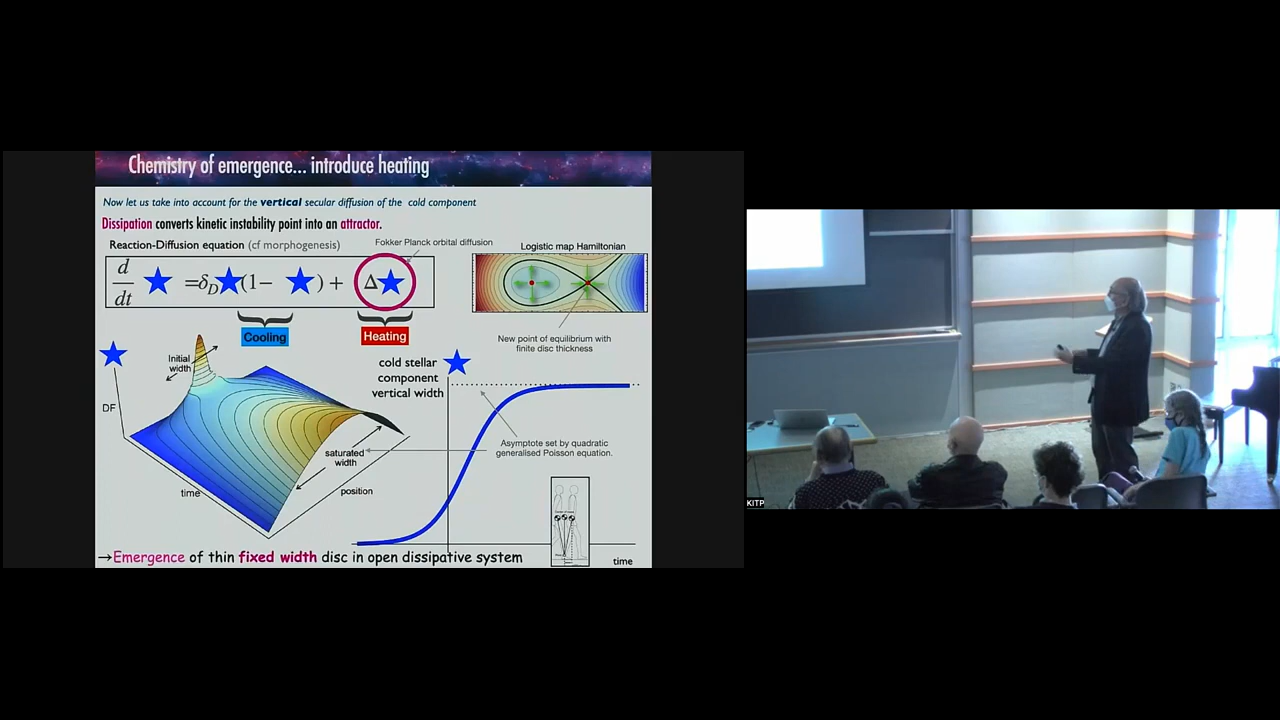 Chemistry of emergence... introduce heating
Now let us take into account for the vertical secular diffusion of the cold component
Dissipation converts kinetic instability point into an attractor.
Reaction-Diffusion equation (cf morphogenesis)
Fokker Planck orbital diffusion
Logistic map Hamiltonian
d/dt ★ =δD★(1- ★) + Δ★
Cooling
Heating
New point of equilibrium with
finite disc thickness
Initial
width
cold stellar
component
vertical width
DF
Asymptote set by quadratic
generalised Poisson equation.
saturated
width
time
position
→Emergence of thin fixed width disc in open dissipative system
time
KITP